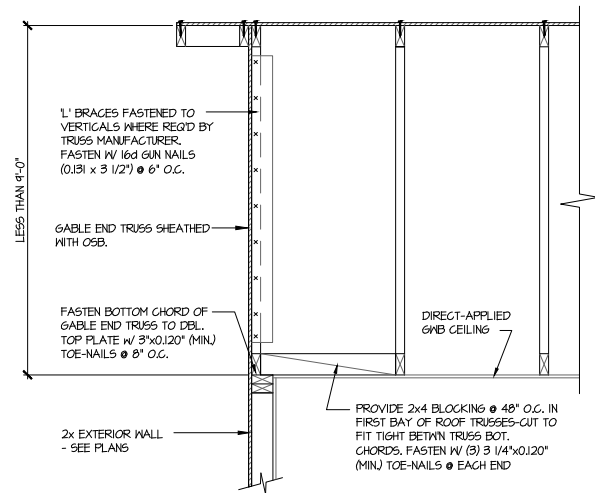 'L' BRACES FASTENED TO
VERTICALS WHERE REQ'D BY
TRUSS MANUFACTURER.
FASTEN W/ 16d GUN NAILS
(0.131 x 3 1/2") @ 6" O.C.
LESS THAN 9'-0"
GABLE END TRUSS SHEATHED
WITH OSB.
FASTEN BOTTOM CHORD OF
GABLE END TRUSS TO DBL.
TOP PLATE W/ 3"x0.120" (MIN.)
TOE-NAILS @ 8" O.C.
DIRECT-APPLIED
GWB CEILING
2x EXTERIOR WALL
- SEE PLANS
PROVIDE 2x4 BLOCKING @ 48" O.C. IN
FIRST BAY OF ROOF TRUSSES-CUT TO
FIT TIGHT BETW'N TRUSS BOT.
CHORDS. FASTEN W/ (3) 3 1/4"x0.120"
(MIN.) TOE-NAILS @ EACH END